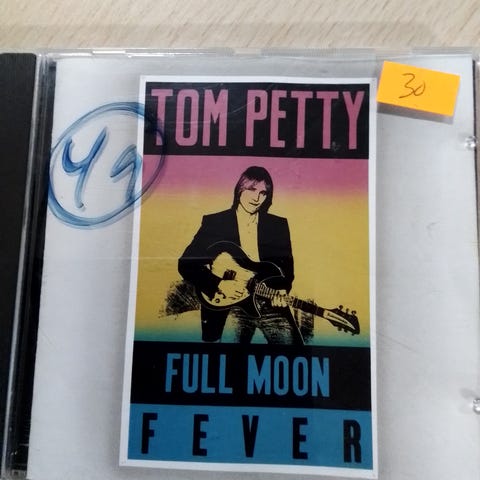 30
TOM PETTY
49
FULL MOON
FEVER